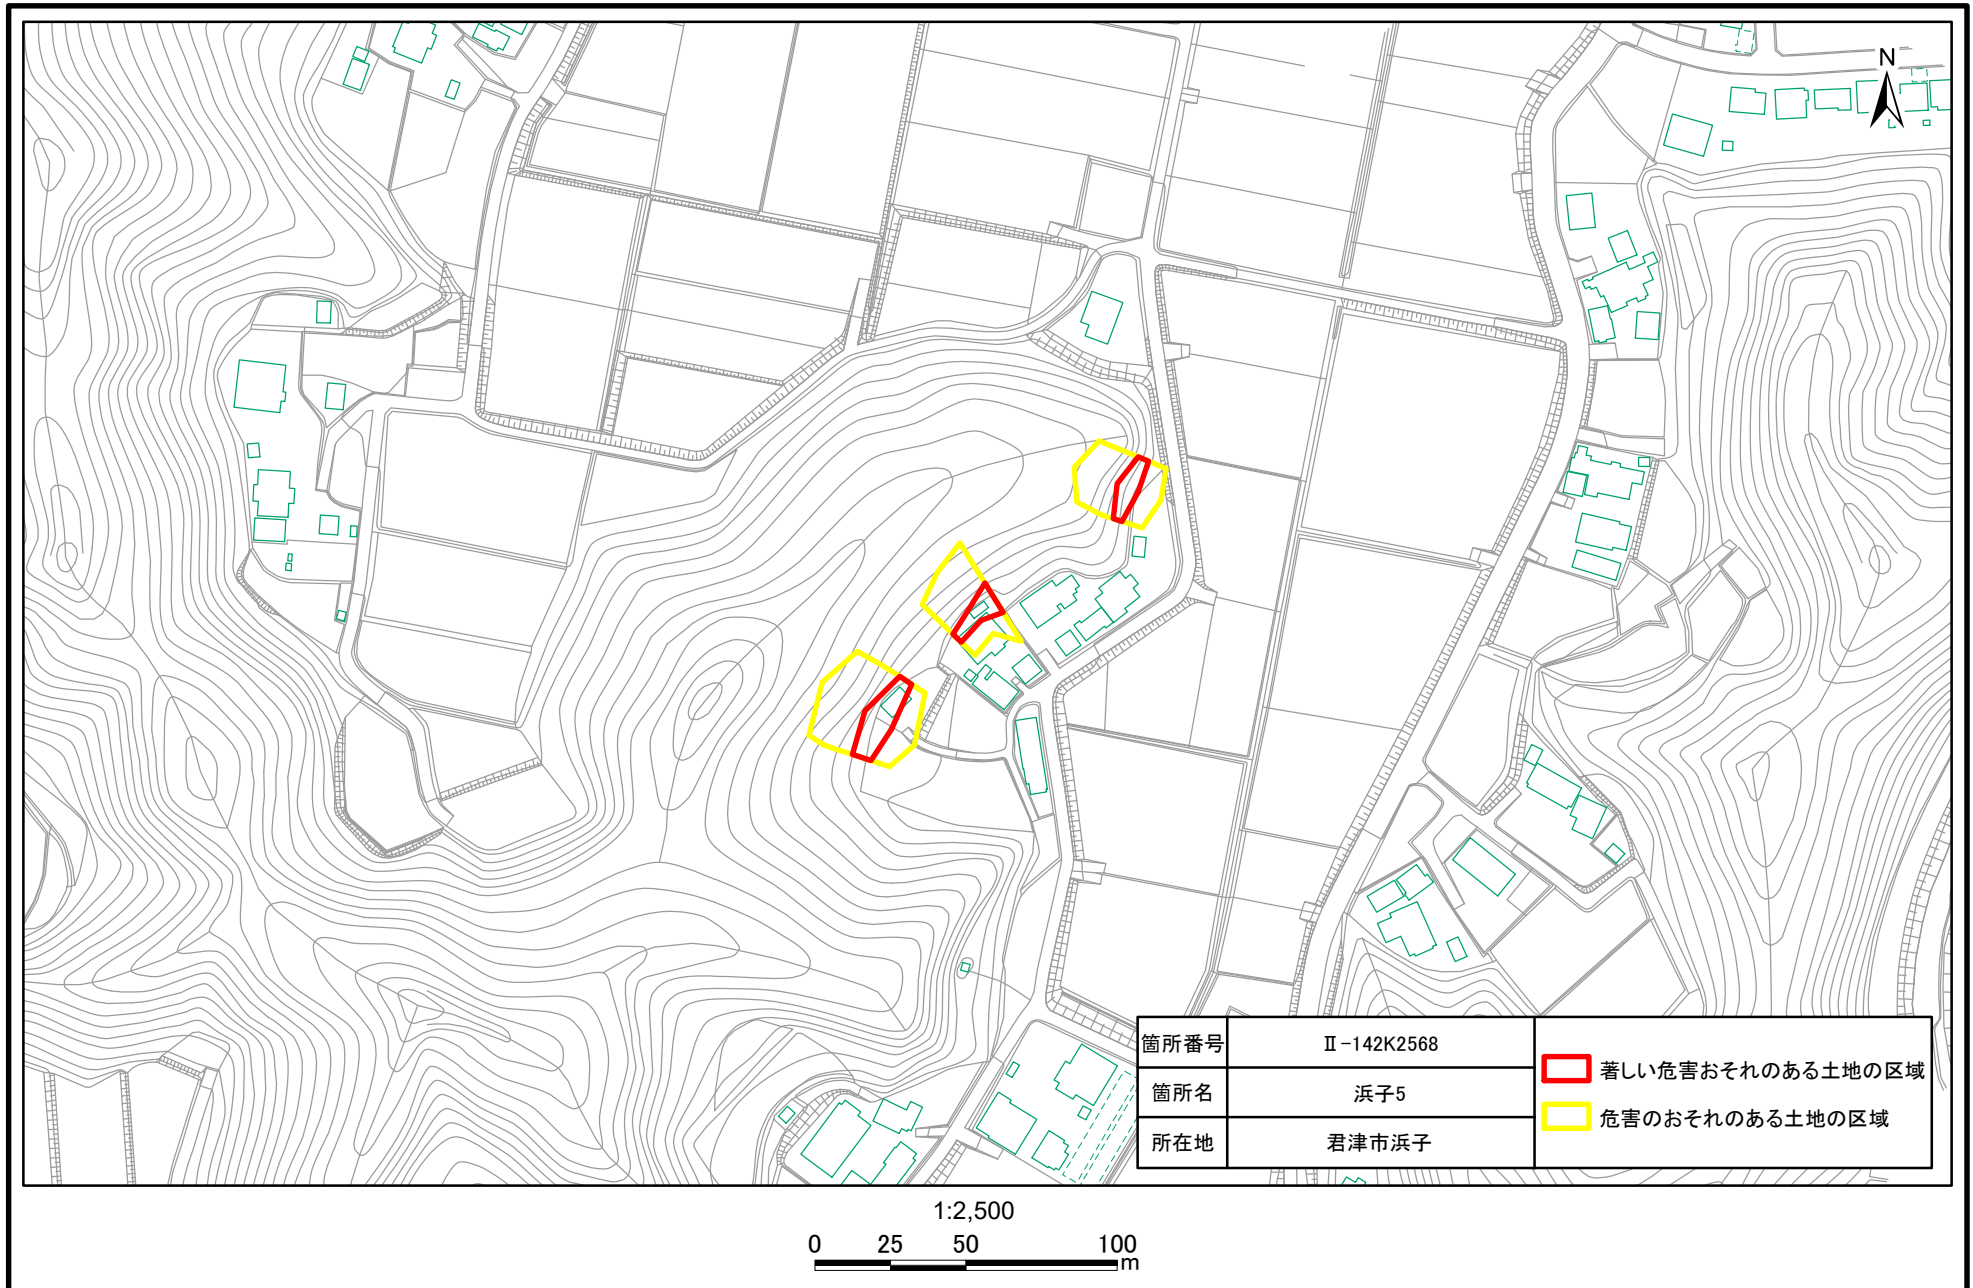 N
箇所番号 Ⅱ-142K2568
箇所名 浜子5
所在地 君津市浜子
著しい危害おそれのある土地の区域
危害のおそれのある土地の区域
1:2,500
0 25 50 100
m